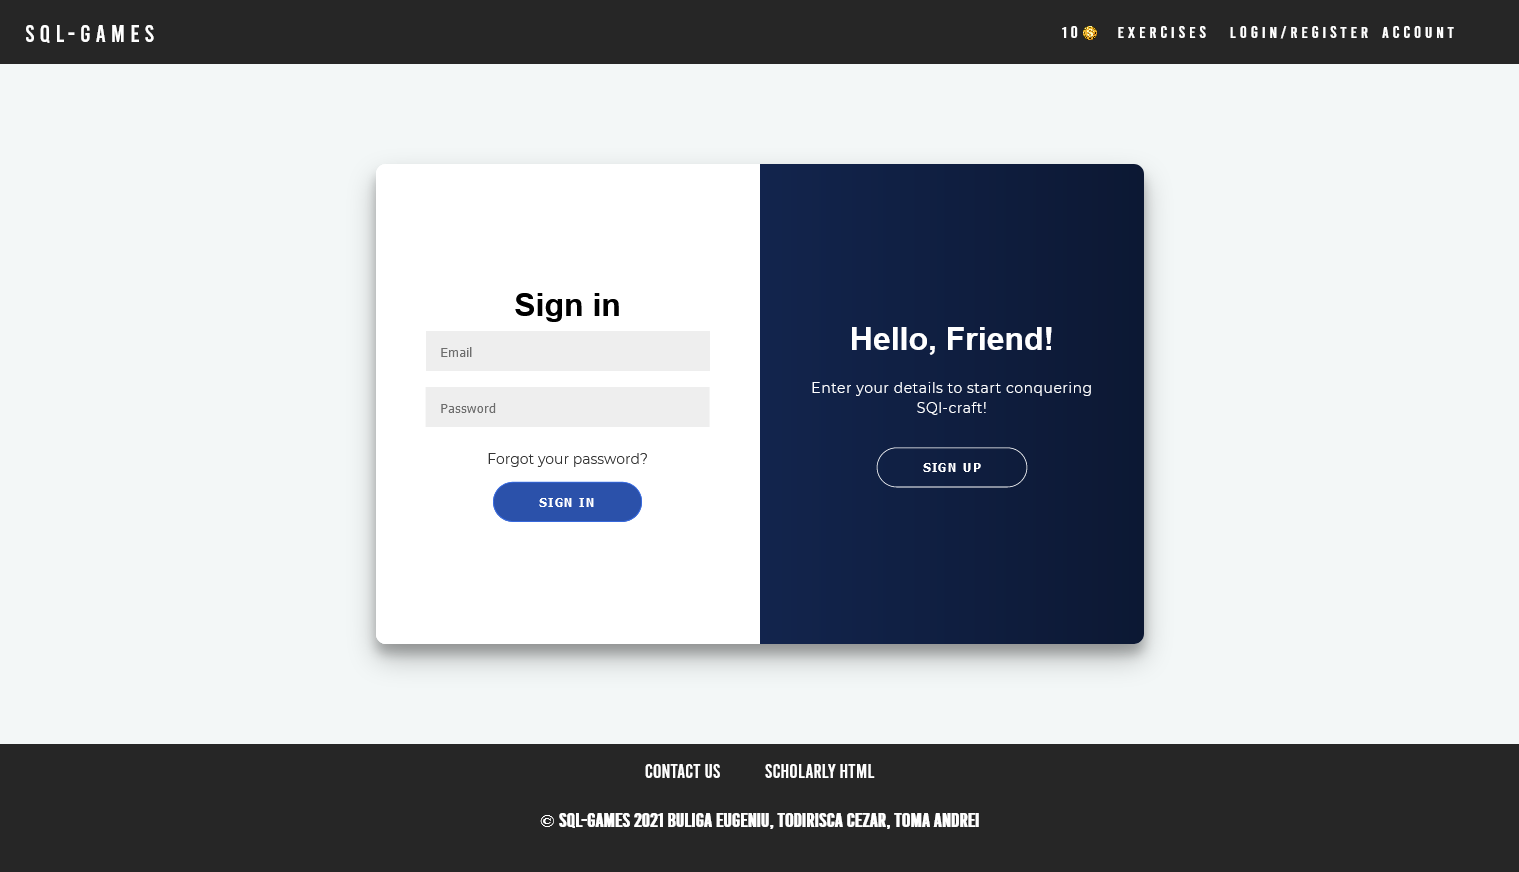 SQL-GAMES
10 EXERCISES LOGIN/REGISTER ACCOUNT
Sign in
Email
Password
Forgot your password?
SIGN IN
Hello, Friend!
Enter your details to start conquering
SQl-craft!
SIGN UP
CONTACT US SCHOLARLY HTML
© SQL-GAMES 2021 BULIGA EUGENIU, TODIRISCA CEZAR, TOMA ANDREI